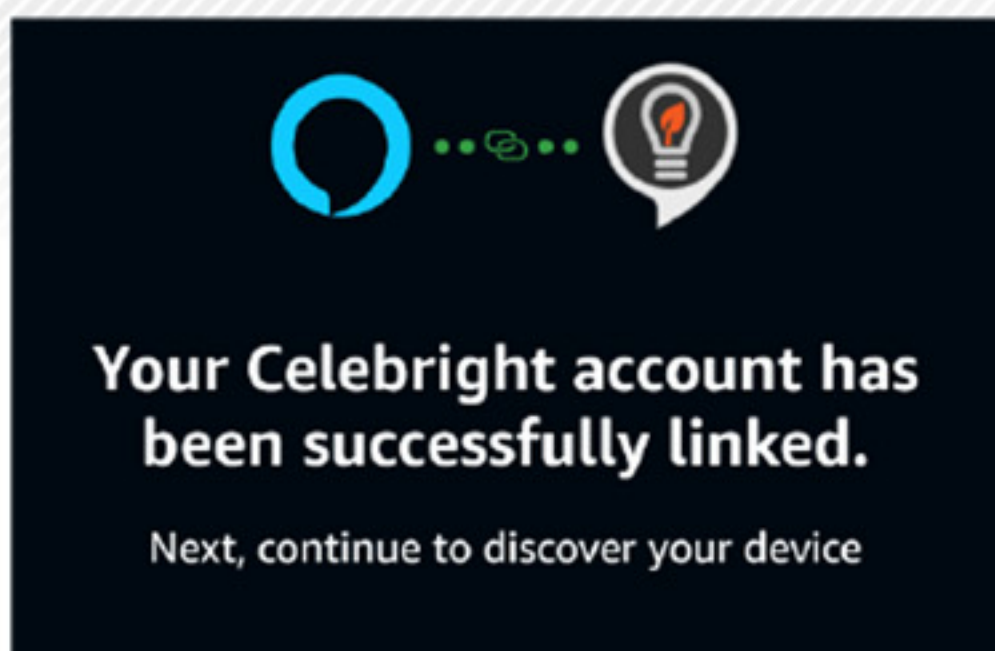 Your Celebright account has
been successfully linked.
Next, continue to discover your device